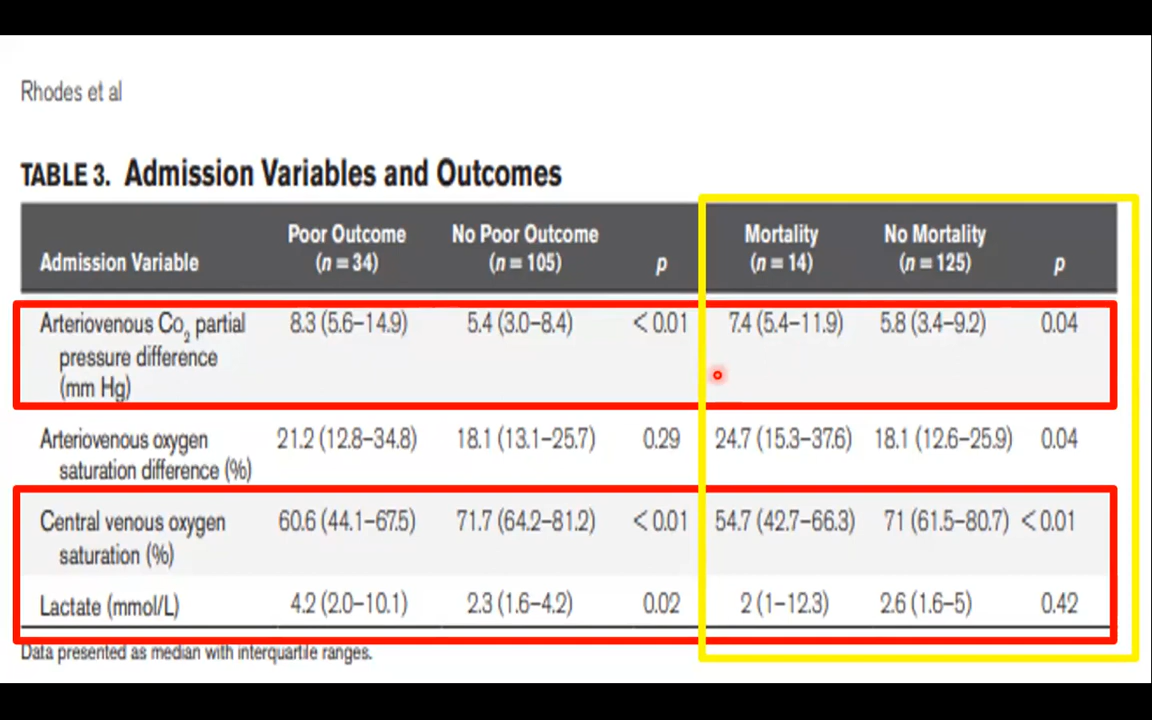 Rhodes et al
TABLE 3. Admission Variables and Outcomes
Poor Outcome No Poor Outcome Mortality No Mortality
Admission Variable (n = 34) (n = 105) p (n = 14) (n = 125) p
Arteriovenous Co2 partial 8.3 (5.6–14.9) 5.4 (3.0–8.4) < 0.01 7.4 (5.4–11.9) 5.8 (3.4–9.2) 0.04
pressure difference
(mm Hg)
Arteriovenous oxygen 21.2 (12.8–34.8) 18.1 (13.1–25.7) 0.29 24.7 (15.3–37.6) 18.1 (12.6–25.9) 0.04
saturation difference (%)
Central venous oxygen 60.6 (44.1–67.5) 71.7 (64.2–81.2) < 0.01 54.7 (42.7–66.3) 71 (61.5–80.7) < 0.01
saturation (%)
Lactate (mmol/L) 4.2 (2.0–10.1) 2.3 (1.6–4.2) 0.02 2 (1–12.3) 2.6 (1.6–5) 0.42
Data presented as median with interquartile ranges.